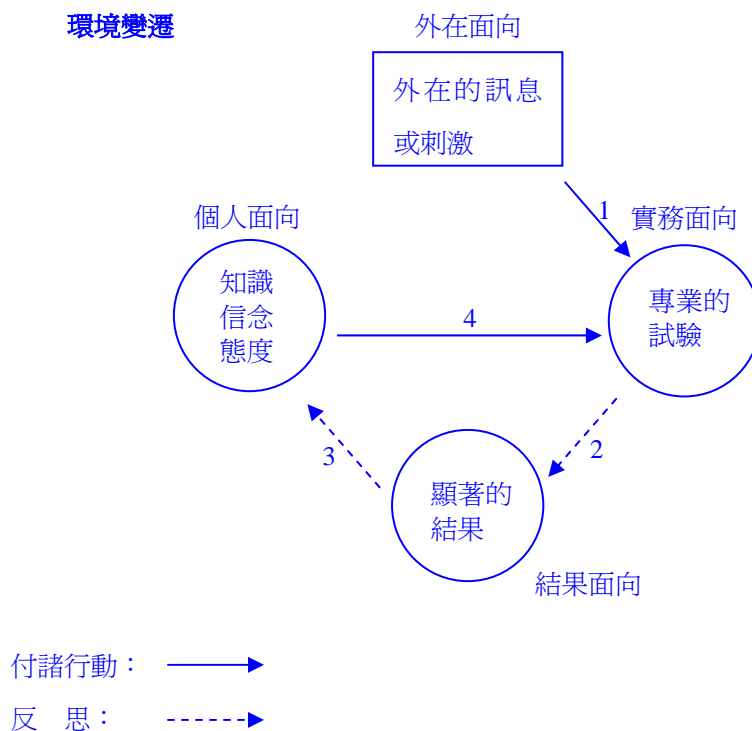 環境變遷
外在面向
外在的訊息
或刺激
1
個人面向
實務面向
知識
信念
態度
4
專業的
試驗
3
2
顯著的
結果
結果面向
付諸行動：
反 思：